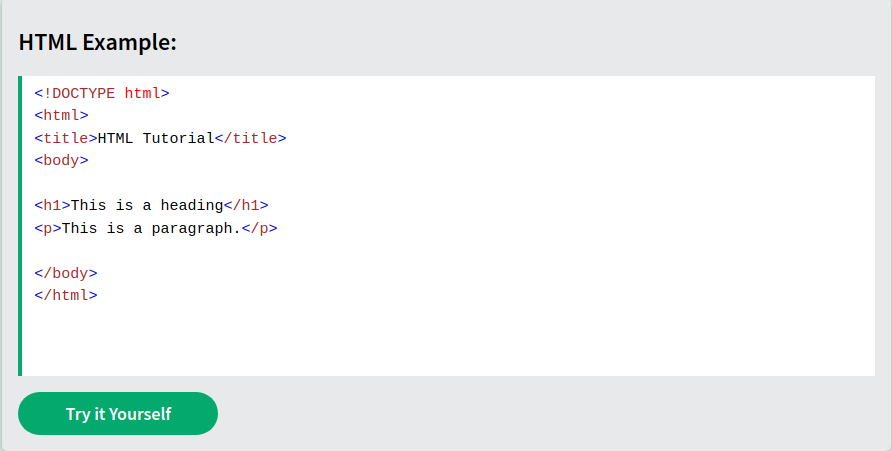 HTML Example:
<!DOCTYPE html>
<html>
<title>HTML Tutorial</title>
<body>
<h1>This is a heading</h1>
<p>This is a paragraph.</p>
</body>
</html>
Try it Yourself